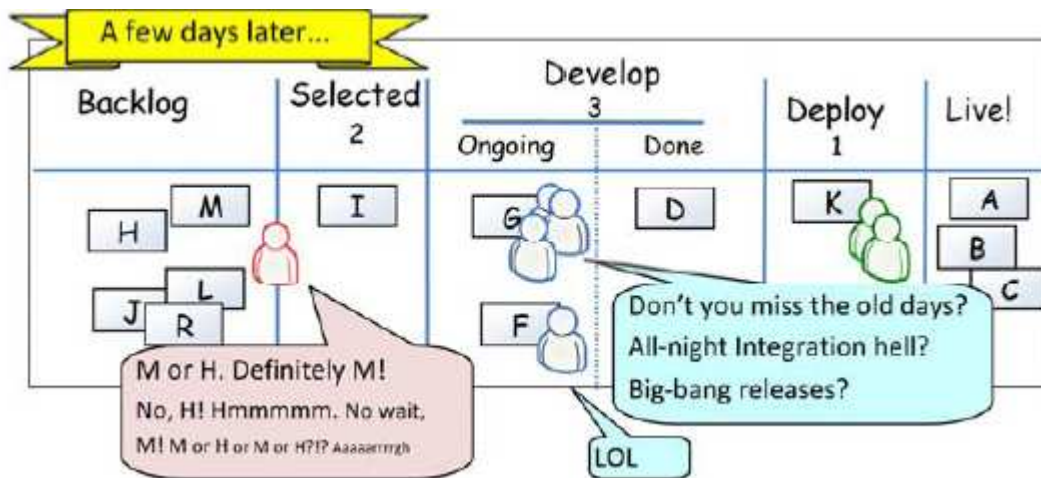 A few days later...
Backlog
Selected
2
Develop
3
Ongoing
Done
Deploy
1
Live!
M
H
J
L
R
I
G
F
D
K
A
B
C
M or H. Definitely M!
No, H! Hmmmmm. No wait,
M! M or H or M or H?!? Aaaaarrrrgh
Don't you miss the old days?
All-night Integration hell?
Big-bang releases?
LOL